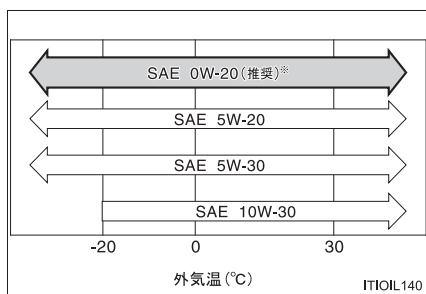 SAE 0W-20(推奨)※
SAE 5W-20
SAE 5W-30
SAE 10W-30
-20 0 30
外気温(℃)
ITIOIL140